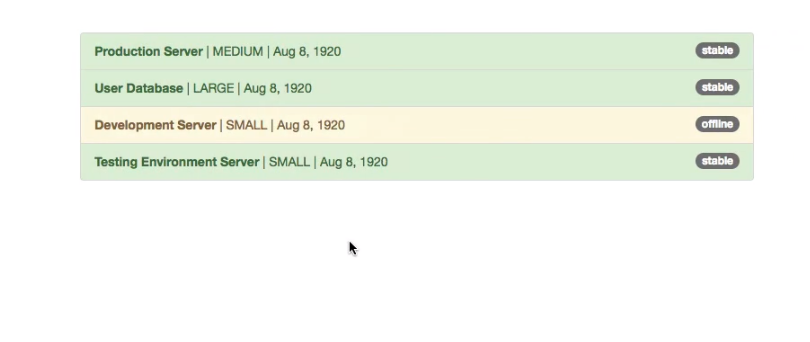 Production Server | MEDIUM | Aug 8, 1920 stable
User Database | LARGE | Aug 8, 1920 stable
Development Server | SMALL | Aug 8, 1920 offline
Testing Environment Server | SMALL | Aug 8, 1920 stable